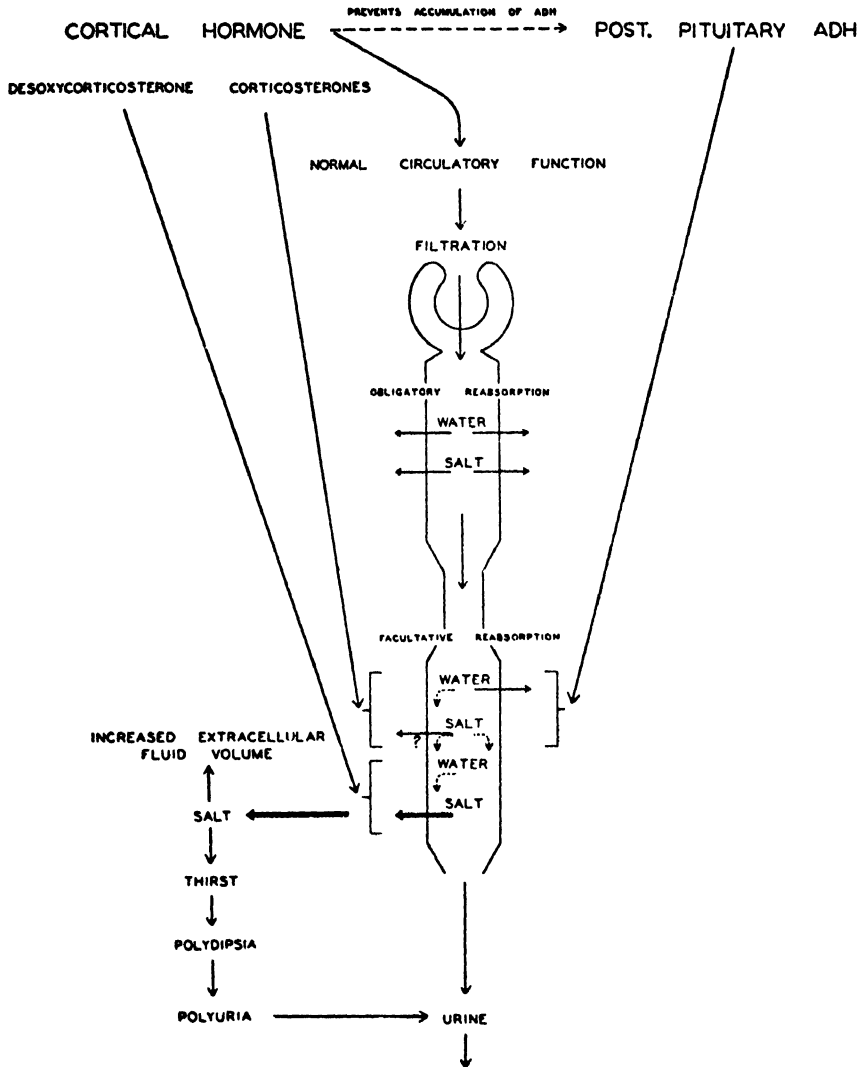 PREVENTS ACCUMULATION OF ADH
CORTICAL HORMONE POST. PITUITARY ADH
DESOXYCORTICOSTERONE CORTICOSTERONES
NORMAL CIRCULATORY FUNCTION
FILTRATION
OBLIGATORY REABSORPTION
WATER
SALT
FACULTATIVE REABSORPTION
WATER
SALT
?
WATER
SALT
INCREASED EXTRACELLULAR
FLUID VOLUME
SALT
THIRST
POLYDIPSIA
POLYURIA
URINE